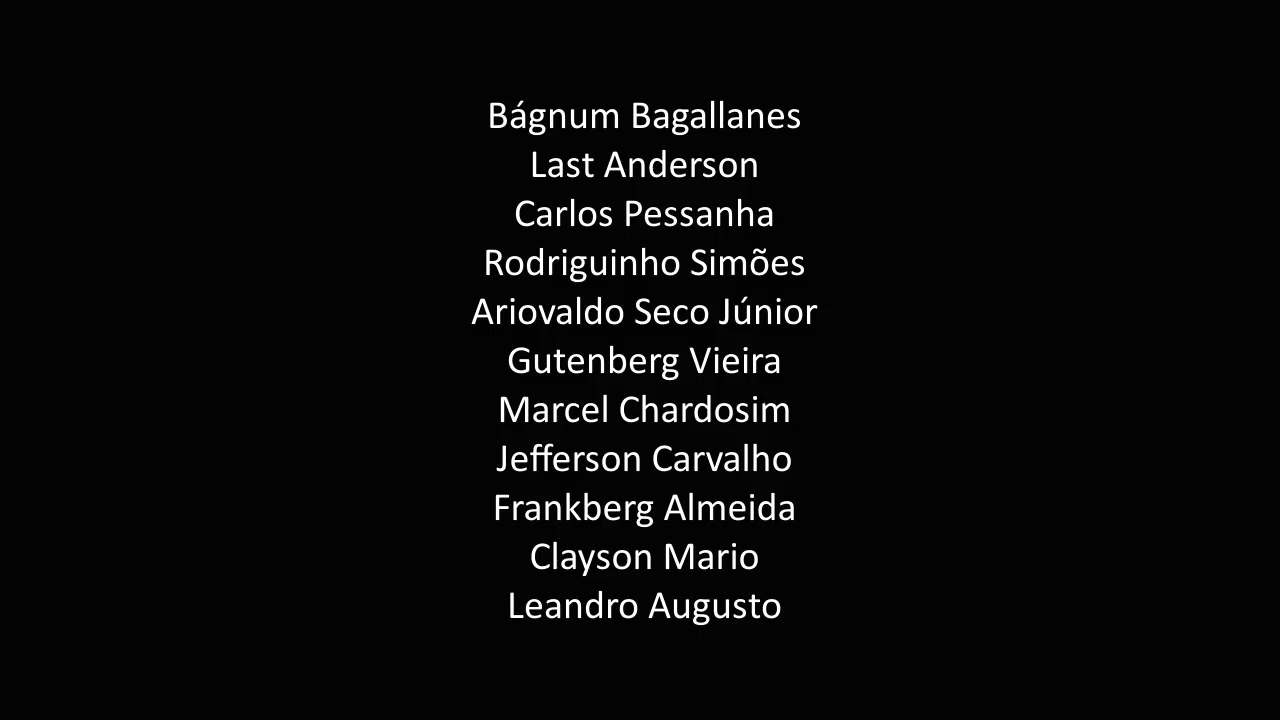 Bágnum Bagallanes
Last Anderson
Carlos Pessanha
Rodriguinho Simões
Ariovaldo Seco Júnior
Gutenberg Vieira
Marcel Chardosim
Jefferson Carvalho
Frankberg Almeida
Clayson Mario
Leandro Augusto